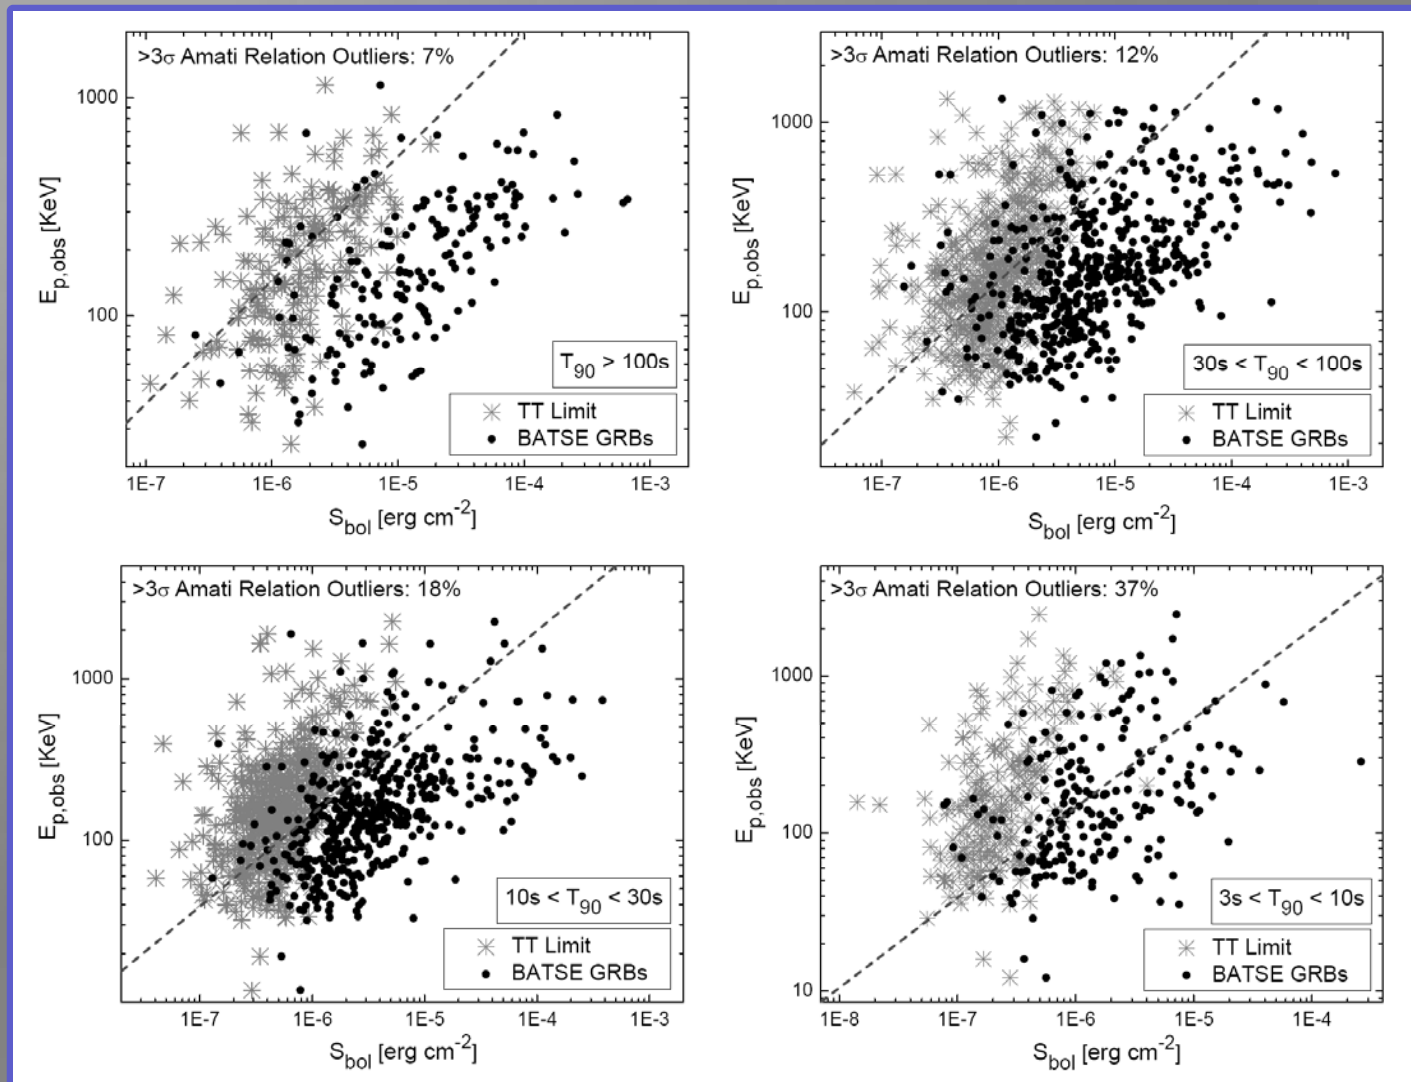 >3σ Amati Relation Outliers: 7%
1000
100
E_p,obs [KeV]
T_90 > 100s
TT Limit
BATSE GRBs
1E-7 1E-6 1E-5 1E-4 1E-3
S_bol [erg cm^-2]
>3σ Amati Relation Outliers: 12%
1000
100
E_p,obs [KeV]
30s < T_90 < 100s
TT Limit
BATSE GRBs
1E-7 1E-6 1E-5 1E-4 1E-3
S_bol [erg cm^-2]
>3σ Amati Relation Outliers: 18%
1000
100
E_p,obs [KeV]
10s < T_90 < 30s
TT Limit
BATSE GRBs
1E-7 1E-6 1E-5 1E-4 1E-3
S_bol [erg cm^-2]
>3σ Amati Relation Outliers: 37%
1000
100
10
E_p,obs [KeV]
3s < T_90 < 10s
TT Limit
BATSE GRBs
1E-8 1E-7 1E-6 1E-5 1E-4
S_bol [erg cm^-2]